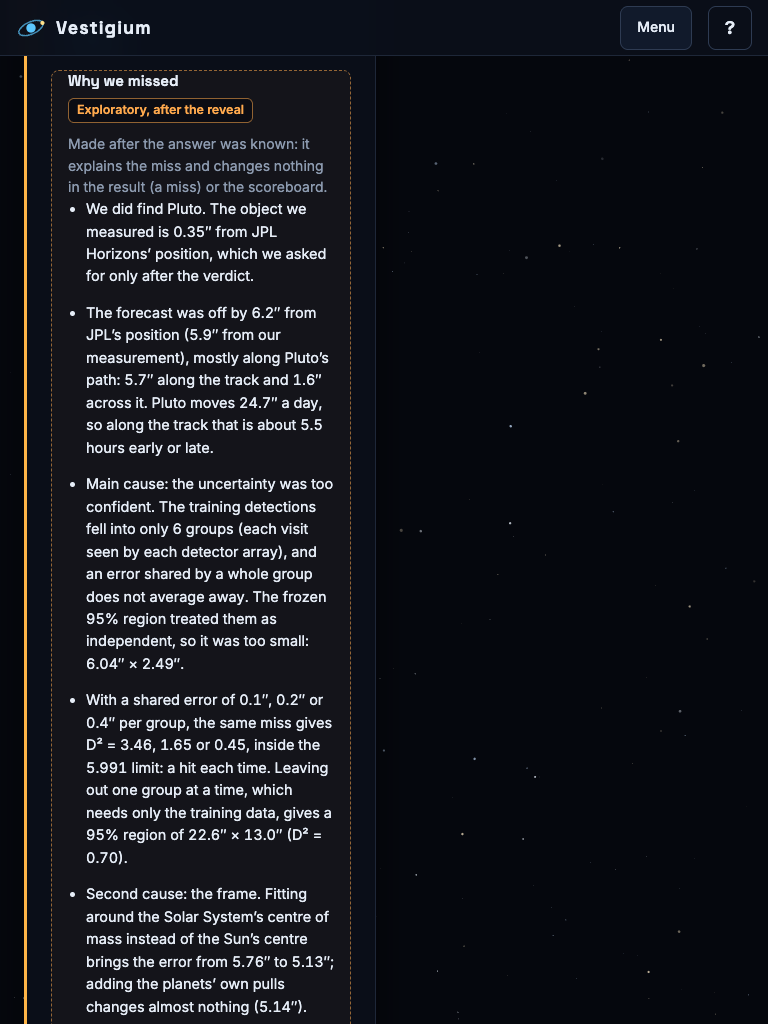 Vestigium
Menu
?
Why we missed
Exploratory, after the reveal
Made after the answer was known: it
explains the miss and changes nothing
in the result (a miss) or the scoreboard.
• We did find Pluto. The object we
measured is 0.35″ from JPL
Horizons’ position, which we asked
for only after the verdict.
• The forecast was off by 6.2″ from
JPL’s position (5.9″ from our
measurement), mostly along Pluto’s
path: 5.7″ along the track and 1.6″
across it. Pluto moves 24.7″ a day,
so along the track that is about 5.5
hours early or late.
• Main cause: the uncertainty was too
confident. The training detections
fell into only 6 groups (each visit
seen by each detector array), and
an error shared by a whole group
does not average away. The frozen
95% region treated them as
independent, so it was too small:
6.04″ × 2.49″.
• With a shared error of 0.1″, 0.2″ or
0.4″ per group, the same miss gives
D² = 3.46, 1.65 or 0.45, inside the
5.991 limit: a hit each time. Leaving
out one group at a time, which
needs only the training data, gives a
95% region of 22.6″ × 13.0″ (D² =
0.70).
• Second cause: the frame. Fitting
around the Solar System’s centre of
mass instead of the Sun’s centre
brings the error from 5.76″ to 5.13″;
adding the planets’ own pulls
changes almost nothing (5.14″).